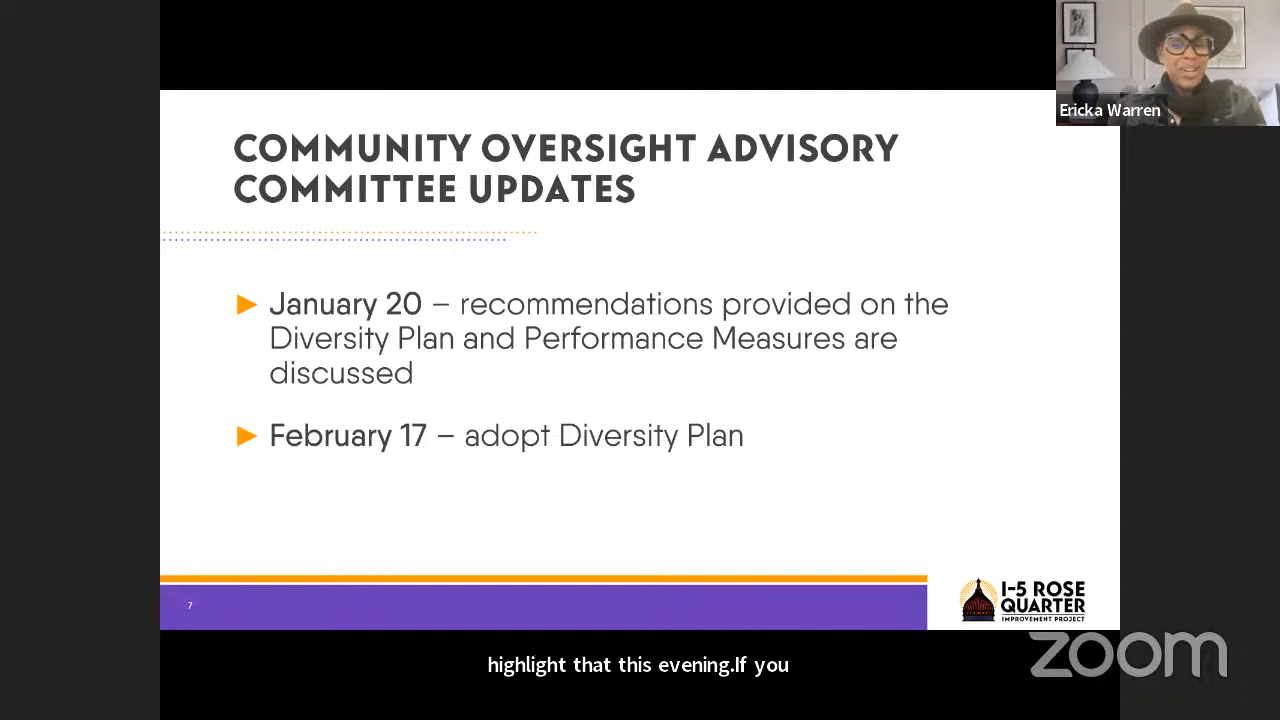 Ericka Warren
COMMUNITY OVERSIGHT ADVISORY
COMMITTEE UPDATES
January 20 – recommendations provided on the
Diversity Plan and Performance Measures are
discussed
February 17 – adopt Diversity Plan
7
I-5 ROSE
QUARTER
IMPROVEMENT PROJECT
highlight that this evening.If you
zoom